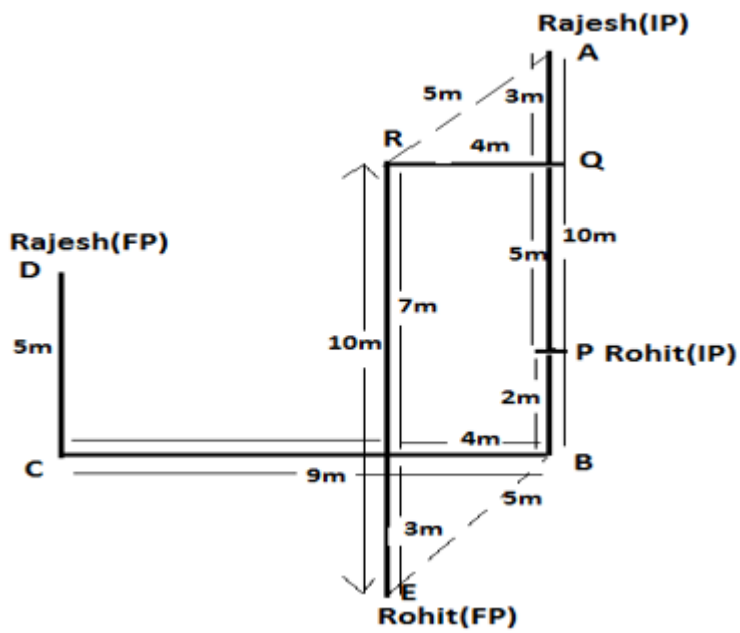 Rajesh(IP)
A
5m
3m
R
4m
Q
Rajesh(FP)
D
10m
5m
5m
7m
10m
P Rohit(IP)
2m
4m
C
B
9m
5m
3m
E
Rohit(FP)